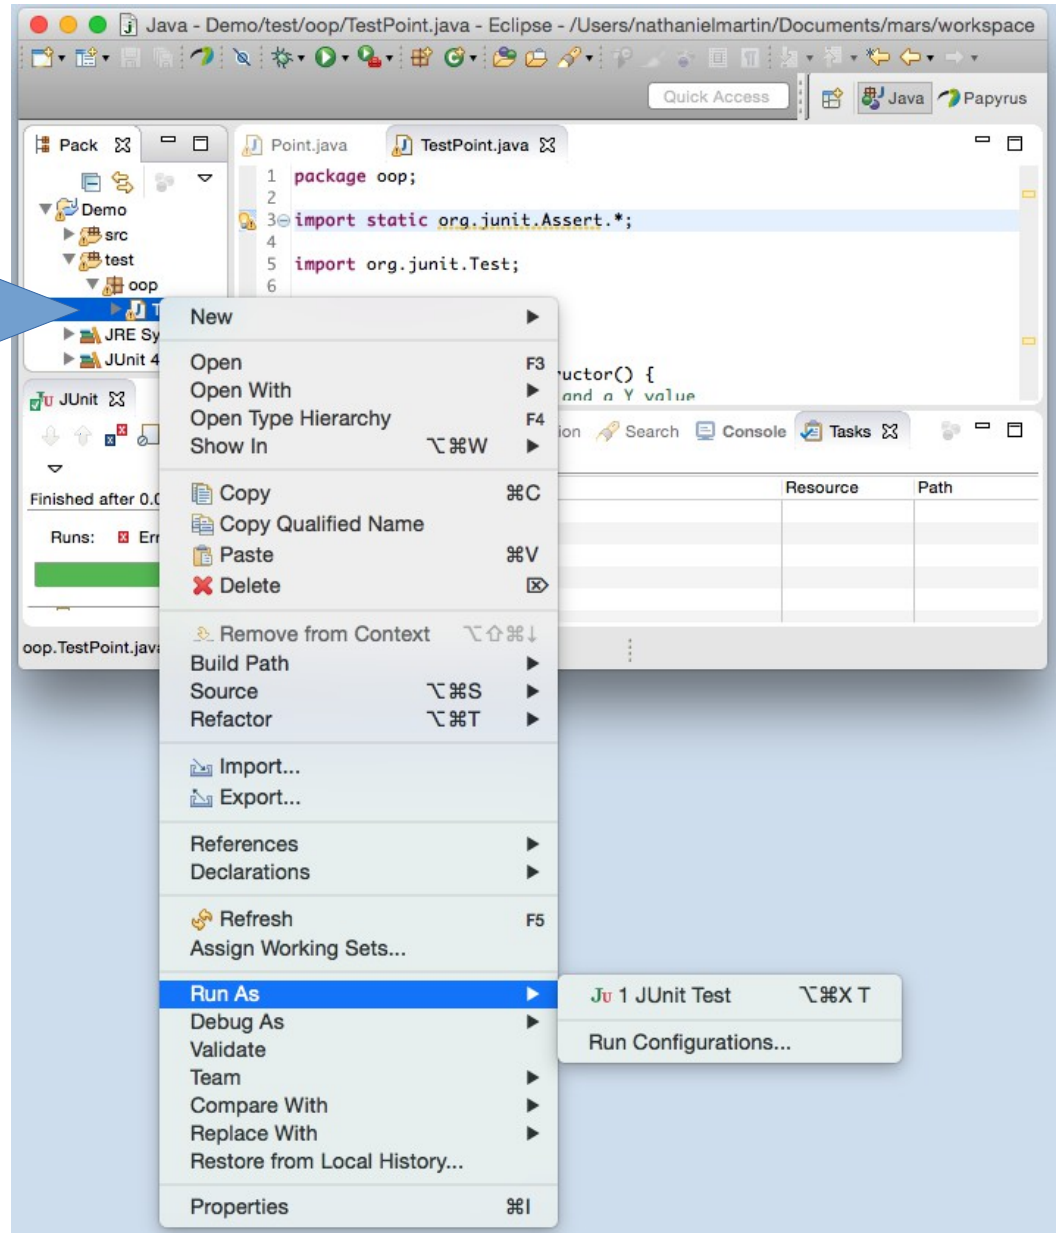 Java - Demo/test/oop/TestPoint.java - Eclipse - /Users/nathanielmartin/Documents/mars/workspace
Quick Access
Java Papyrus
Pack
Point.java TestPoint.java
Demo
src
test
oop
T
JRE Sy
JUnit 4
1 package oop;
2
3 import static org.junit.Assert.*;
4
5 import org.junit.Test;
6
uctor() {
and a Y value
JUnit
ion Search Console Tasks
Resource Path
Finished after 0.0
Runs: Err
oop.TestPoint.java
New
Open F3
Open With
Open Type Hierarchy F4
Show In ⌥⌘W
Copy ⌘C
Copy Qualified Name
Paste ⌘V
Delete ⌦
Remove from Context ⌥⇧⌘↓
Build Path
Source ⌥⌘S
Refactor ⌥⌘T
Import...
Export...
References
Declarations
Refresh F5
Assign Working Sets...
Run As
Ju 1 JUnit Test ⌥⌘X T
Debug As
Run Configurations...
Validate
Team
Compare With
Replace With
Restore from Local History...
Properties ⌘I